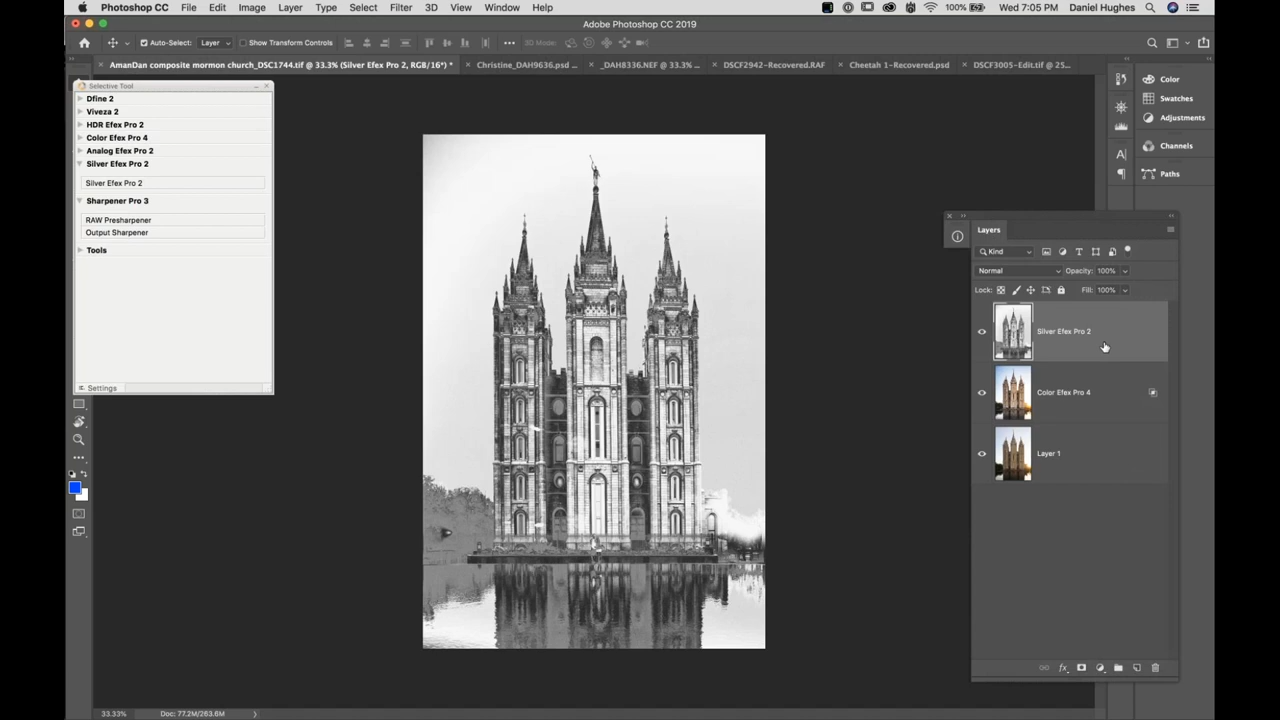 Photoshop CC File Edit Image Layer Type Select Filter 3D View Window Help 100% Wed 7:05 PM Daniel Hughes
Adobe Photoshop CC 2019
Auto-Select: Layer Show Transform Controls 3D Mode:
AmanDan composite mormon church_DSC1744.tif @ 33.3% (Silver Efex Pro 2, RGB/16*) * Christine_DAH9636.psd ... _DAH8336.NEF @ 33.3% ... DSCF2942-Recovered.RAF Cheetah 1-Recovered.psd DSCF3005-Edit.tif @ 25...
Selective Tool
Dfine 2
Viveza 2
HDR Efex Pro 2
Color Efex Pro 4
Analog Efex Pro 2
Silver Efex Pro 2
Silver Efex Pro 2
Sharpener Pro 3
RAW Presharpener
Output Sharpener
Tools
Settings
Color
Swatches
Adjustments
Channels
Paths
Layers
Kind
Normal Opacity: 100%
Lock: Fill: 100%
Silver Efex Pro 2
Color Efex Pro 4
Layer 1
fx
33.33% Doc: 77.2M/263.6M